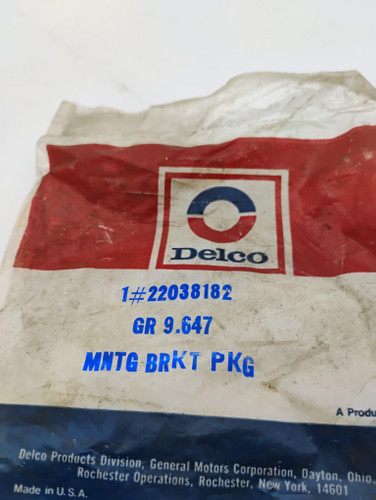 Delco
1#22038182
GR 9.647
MNTG BRKT PKG
A Produ
Delco Products Division, General Motors Corporation, Dayton, Ohio,
Rochester Operations, Rochester, New York, 14601
Made in U.S.A.